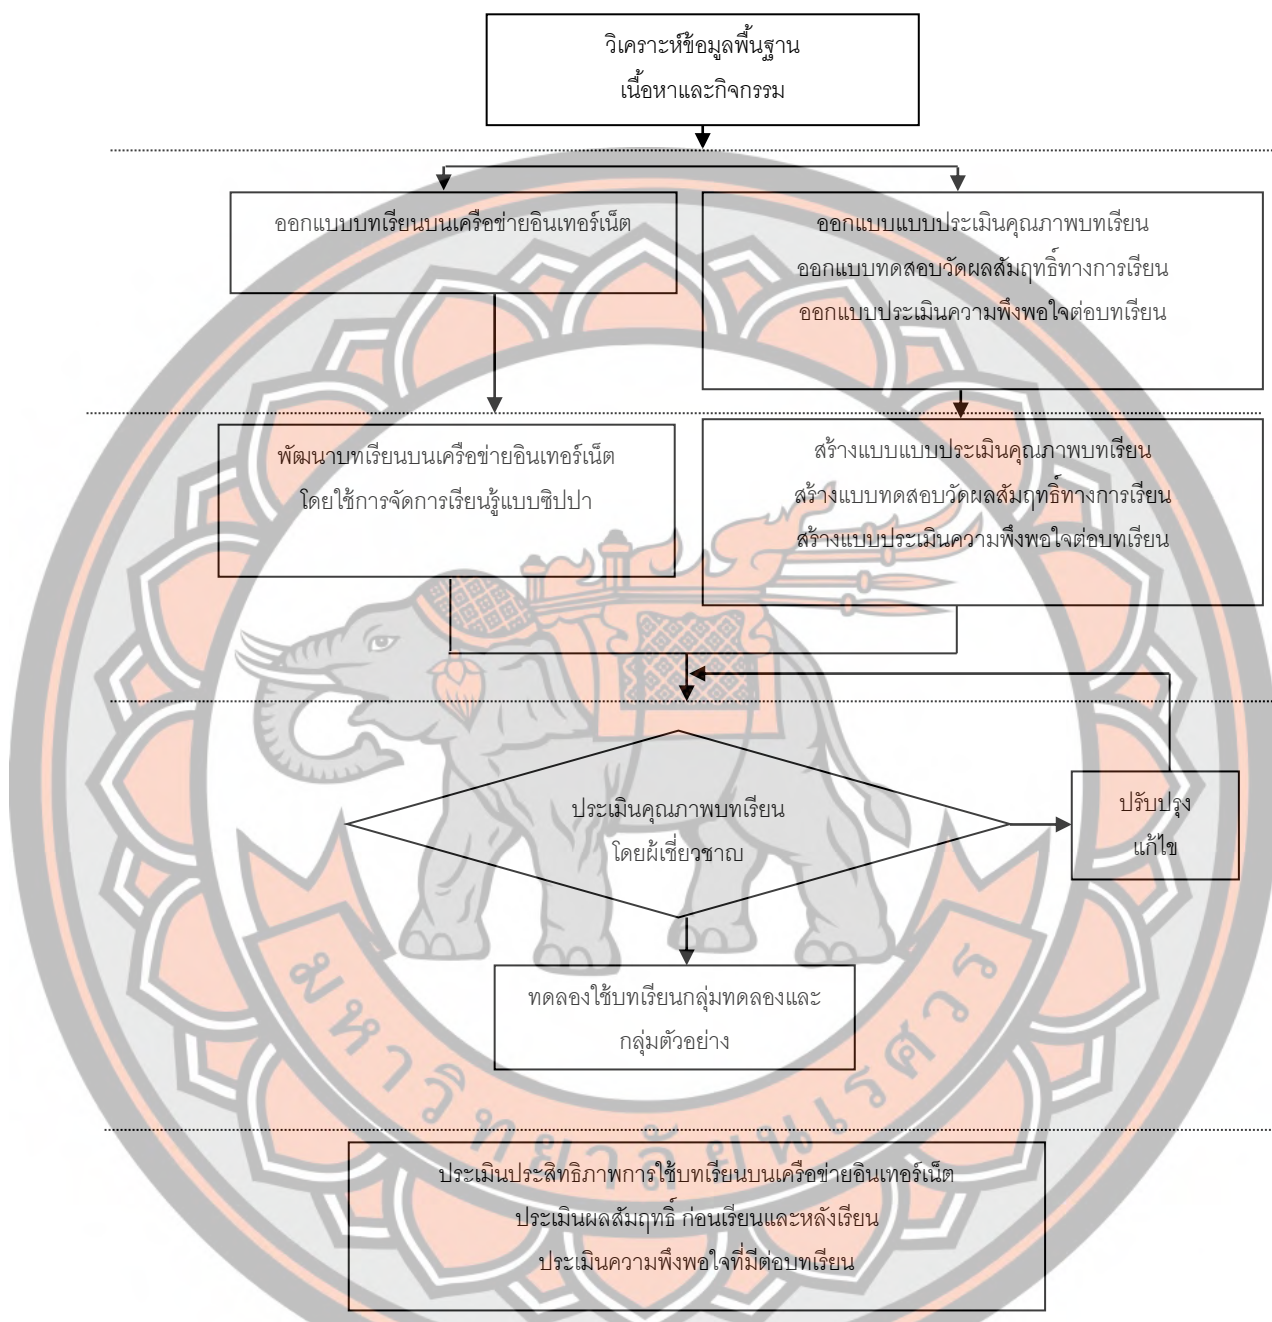 วิเคราะห์ข้อมูลพื้นฐาน
เนื้อหาและกิจกรรม
ออกแบบบทเรียนบนเครือข่ายอินเทอร์เน็ต
ออกแบบแบบประเมินคุณภาพบทเรียน
ออกแบบทดสอบวัดผลสัมฤทธิ์ทางการเรียน
ออกแบบประเมินความพึงพอใจต่อบทเรียน
พัฒนาบทเรียนบนเครือข่ายอินเทอร์เน็ต
โดยใช้การจัดการเรียนรู้แบบซิปปา
สร้างแบบแบบประเมินคุณภาพบทเรียน
สร้างแบบทดสอบวัดผลสัมฤทธิ์ทางการเรียน
สร้างแบบประเมินความพึงพอใจต่อบทเรียน
ประเมินคุณภาพบทเรียน
โดยผู้เชี่ยวชาญ
ปรับปรุง
แก้ไข
ทดลองใช้บทเรียนกลุ่มทดลองและ
กลุ่มตัวอย่าง
มหาวิทยาลัยนเรศวร
ประเมินประสิทธิภาพการใช้บทเรียนบนเครือข่ายอินเทอร์เน็ต
ประเมินผลสัมฤทธิ์ ก่อนเรียนและหลังเรียน
ประเมินความพึงพอใจที่มีต่อบทเรียน